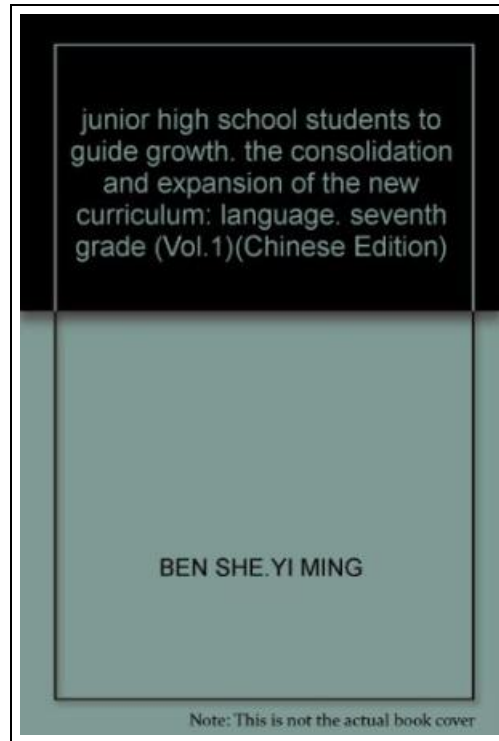 junior high school students to
guide growth. the consolidation
and expansion of the new
curriculum: language. seventh
grade (Vol.1)(Chinese Edition)
BEN SHE.YI MING
Note: This is not the actual book cover